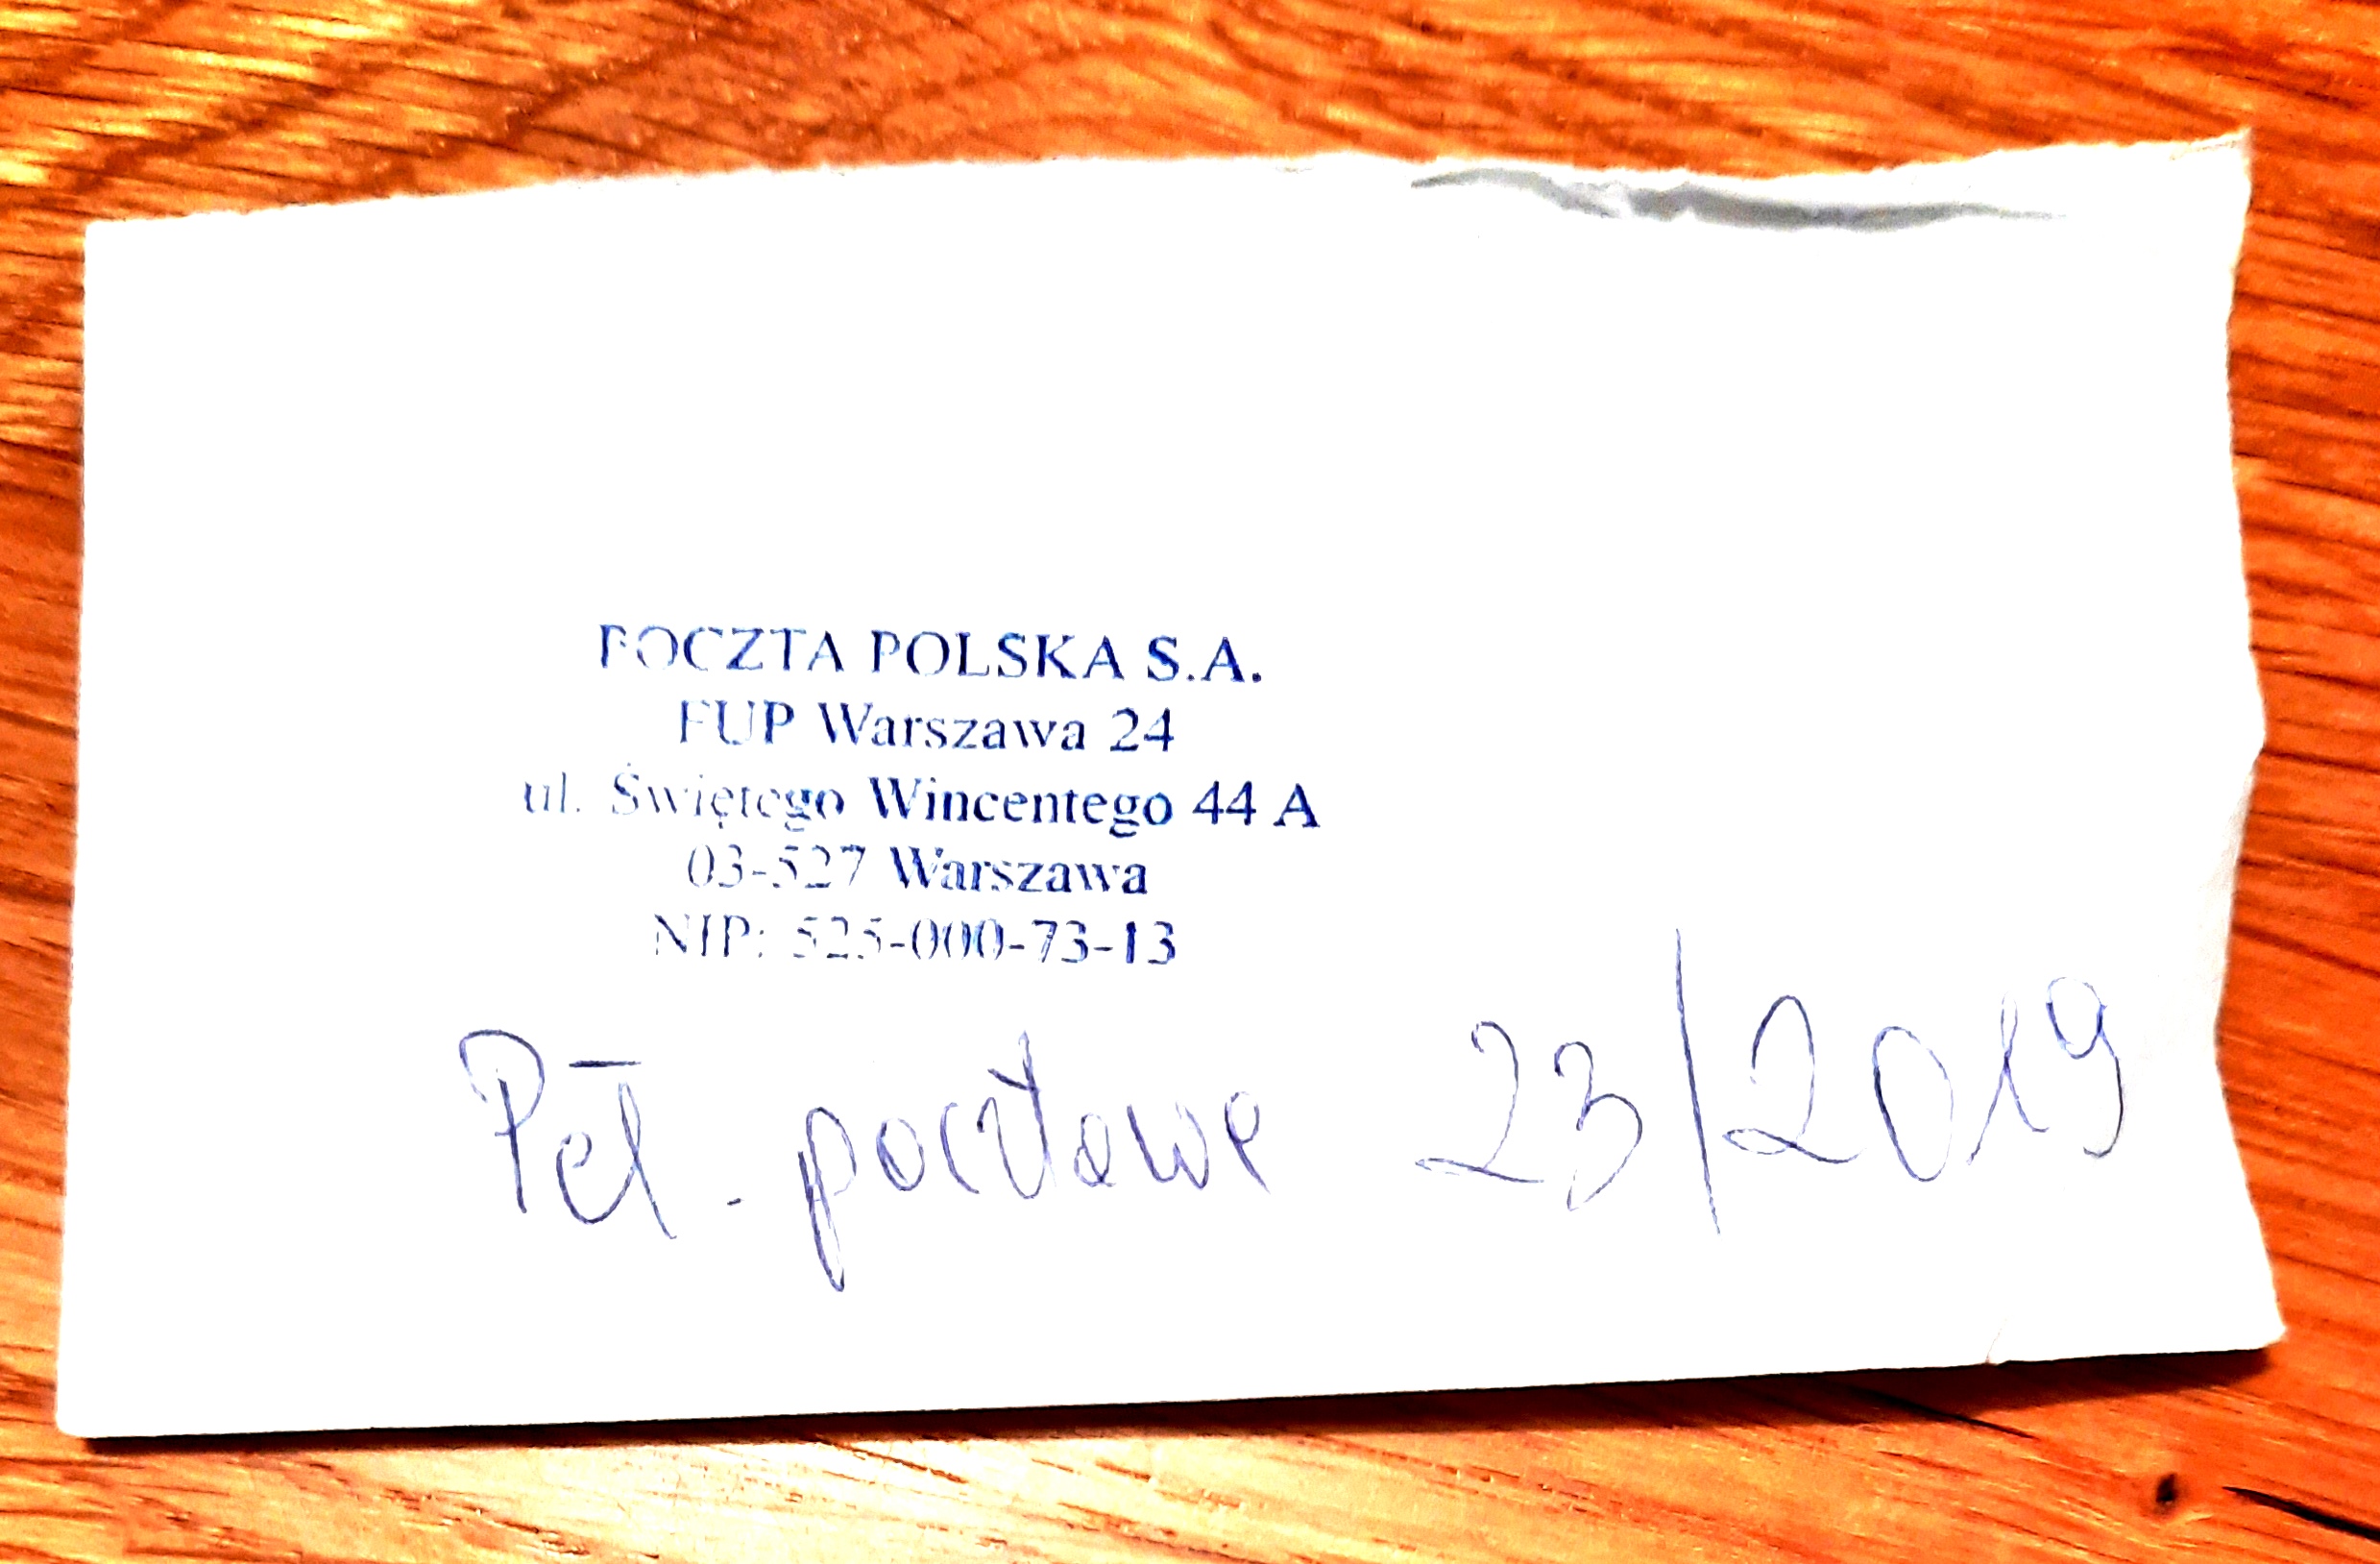 POCZTA POLSKA S.A.
FUP Warszawa 24
ul. Świętego Wincentego 44 A
03-527 Warszawa
NIP: 525-000-73-13
Peł. pocztowe 23/2019